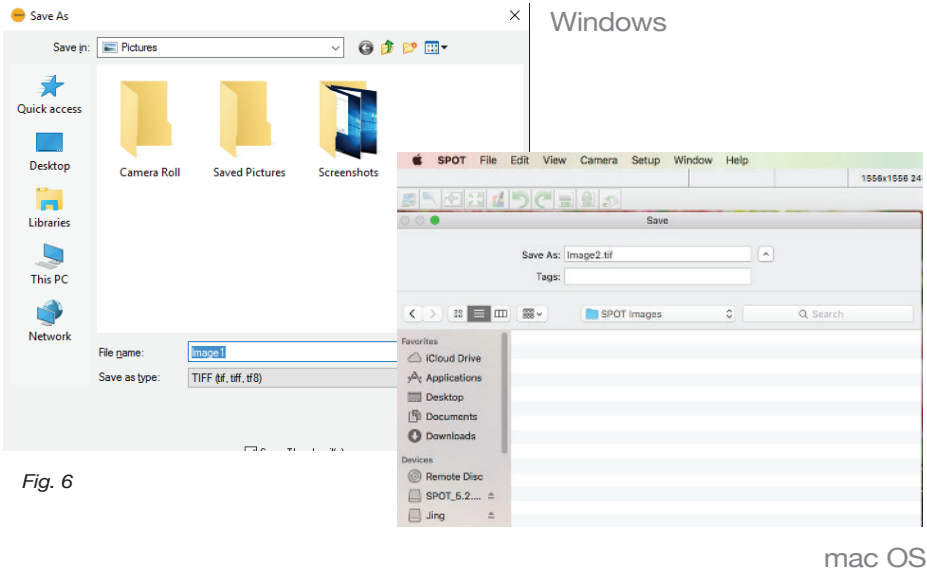 Save As
Windows
Save in: Pictures
Quick access
Desktop
Libraries
This PC
Network
Camera Roll Saved Pictures Screenshots
File name: Image1
Save as type: TIFF (tif, tiff, tf8)
Fig. 6
SPOT File Edit View Camera Setup Window Help
1556x1556 24
Save
Save As: Image2.tif
Tags:
SPOT Images
Search
Favorites
iCloud Drive
Applications
Desktop
Documents
Downloads
Devices
Remote Disc
SPOT_5.2....
Jing
mac OS